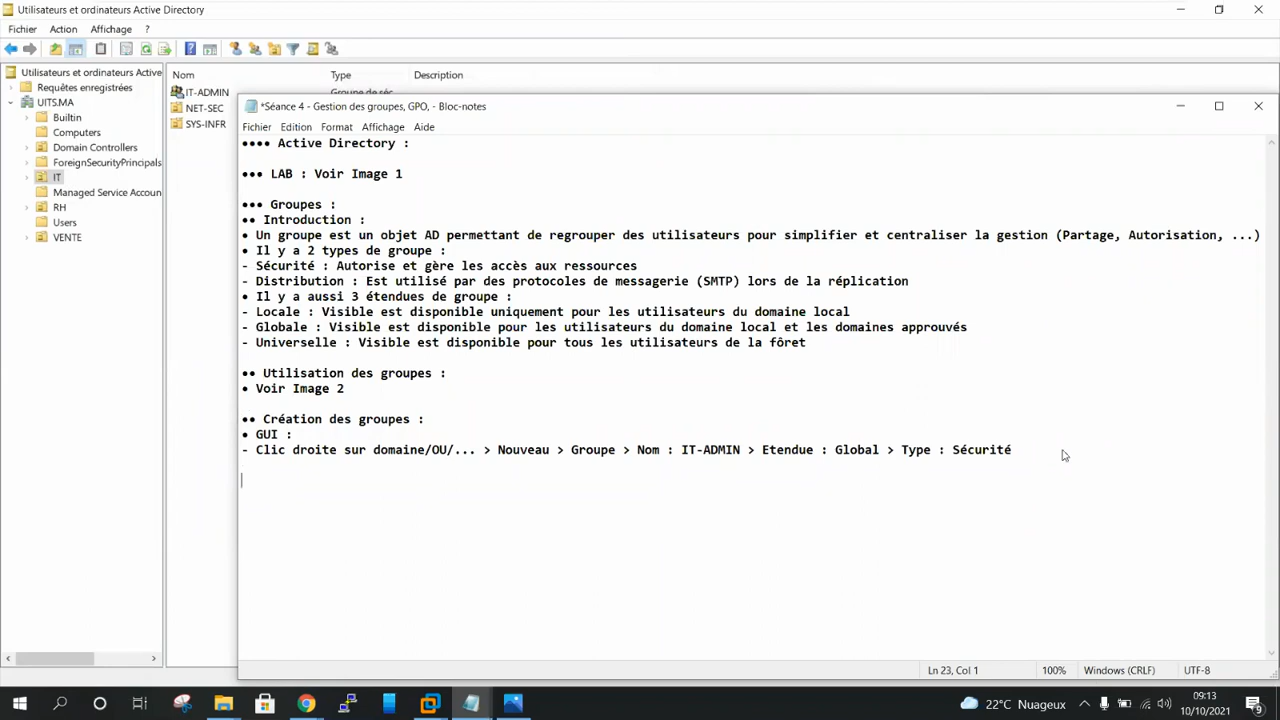 Utilisateurs et ordinateurs Active Directory
Fichier Action Affichage ?
Utilisateurs et ordinateurs Active
Requêtes enregistrées
UITS.MA
Builtin
Computers
Domain Controllers
ForeignSecurityPrincipals
IT
Managed Service Accoun
RH
Users
VENTE
Nom Type Description
IT-ADMIN Groupe de séc
NET-SEC
SYS-INFR
*Séance 4 - Gestion des groupes, GPO, - Bloc-notes
Fichier Edition Format Affichage Aide
•••• Active Directory :
••• LAB : Voir Image 1
••• Groupes :
•• Introduction :
• Un groupe est un objet AD permettant de regrouper des utilisateurs pour simplifier et centraliser la gestion (Partage, Autorisation, ...)
• Il y a 2 types de groupe :
- Sécurité : Autorise et gère les accès aux ressources
- Distribution : Est utilisé par des protocoles de messagerie (SMTP) lors de la réplication
• Il y a aussi 3 étendues de groupe :
- Locale : Visible est disponible uniquement pour les utilisateurs du domaine local
- Globale : Visible est disponible pour les utilisateurs du domaine local et les domaines approuvés
- Universelle : Visible est disponible pour tous les utilisateurs de la fôret
•• Utilisation des groupes :
• Voir Image 2
•• Création des groupes :
• GUI :
- Clic droite sur domaine/OU/... > Nouveau > Groupe > Nom : IT-ADMIN > Etendue : Global > Type : Sécurité
Ln 23, Col 1 100% Windows (CRLF) UTF-8
22°C Nuageux
09:13
10/10/2021
9